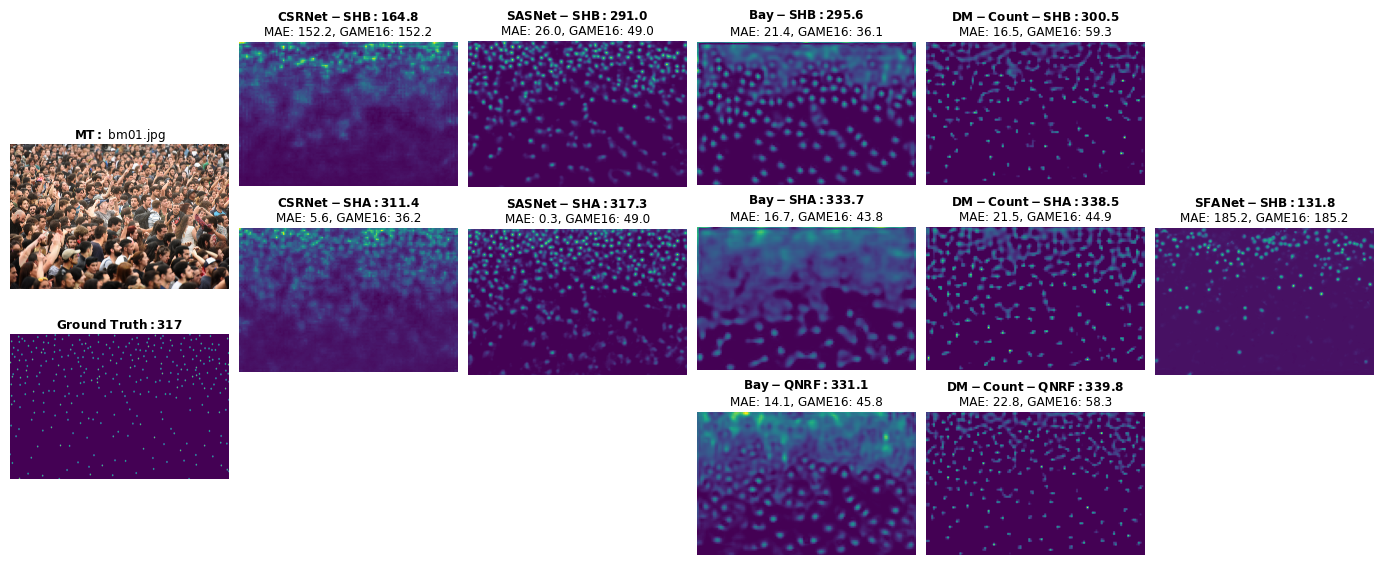 MT: bm01.jpg
Ground Truth: 317
CSRNet − SHB: 164.8
MAE: 152.2, GAME16: 152.2
CSRNet − SHA: 311.4
MAE: 5.6, GAME16: 36.2
SASNet − SHB: 291.0
MAE: 26.0, GAME16: 49.0
SASNet − SHA: 317.3
MAE: 0.3, GAME16: 49.0
Bay − SHB: 295.6
MAE: 21.4, GAME16: 36.1
Bay − SHA: 333.7
MAE: 16.7, GAME16: 43.8
Bay − QNRF: 331.1
MAE: 14.1, GAME16: 45.8
DM − Count − SHB: 300.5
MAE: 16.5, GAME16: 59.3
DM − Count − SHA: 338.5
MAE: 21.5, GAME16: 44.9
DM − Count − QNRF: 339.8
MAE: 22.8, GAME16: 58.3
SFANet − SHB: 131.8
MAE: 185.2, GAME16: 185.2